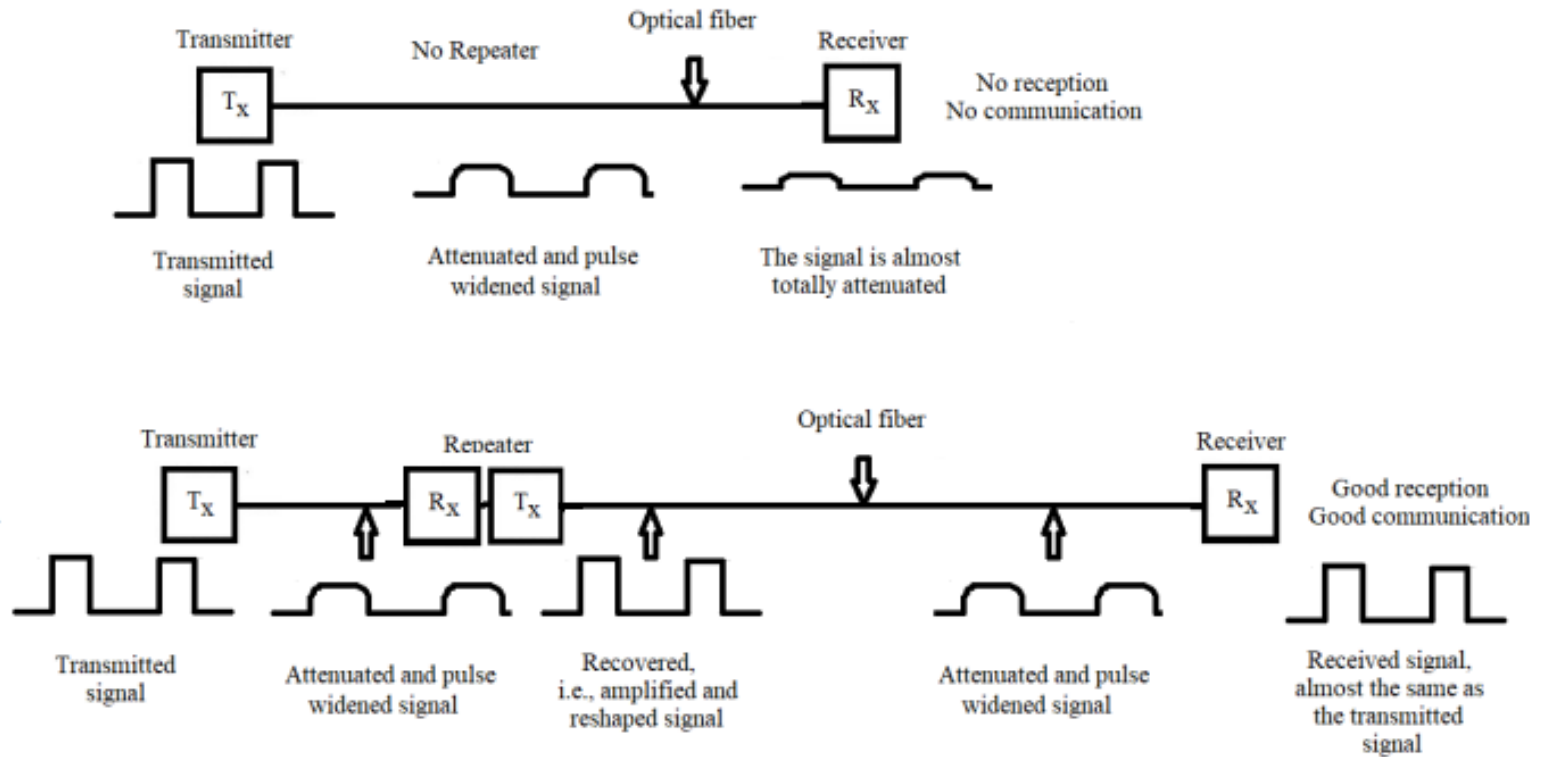 Optical fiber
Transmitter
No Repeater
Receiver
Tx
Rx
No reception
No communication
Transmitted
signal
Attenuated and pulse
widened signal
The signal is almost
totally attenuated
Optical fiber
Transmitter
Repeater
Receiver
Tx
Rx
Tx
Rx
Good reception
Good communication
Transmitted
signal
Attenuated and pulse
widened signal
Recovered,
i.e., amplified and
reshaped signal
Attenuated and pulse
widened signal
Received signal,
almost the same as
the transmitted
signal